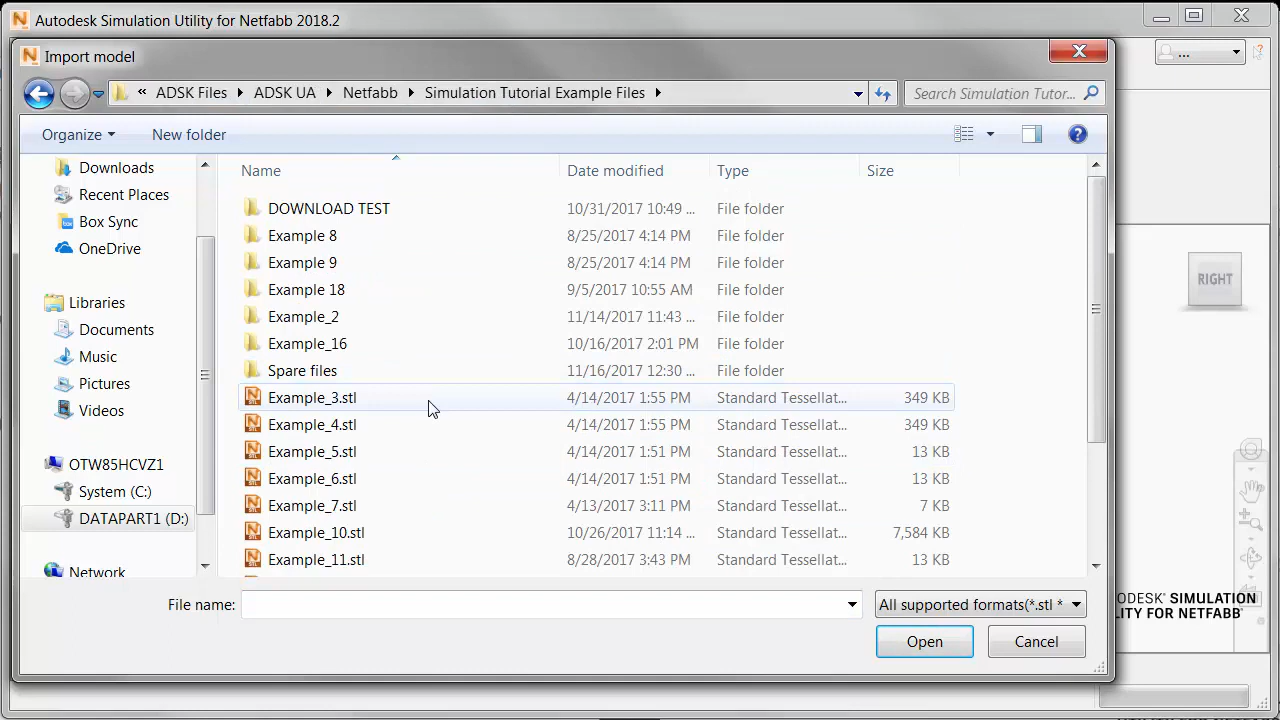 Autodesk Simulation Utility for Netfabb 2018.2
Import model
...
« ADSK Files ADSK UA Netfabb Simulation Tutorial Example Files
Search Simulation Tutor...
Organize New folder
Name Date modified Type Size
Downloads
Recent Places
Box Sync
OneDrive
Libraries
Documents
Music
Pictures
Videos
OTW85HCVZ1
System (C:)
DATAPART1 (D:)
Network
DOWNLOAD TEST 10/31/2017 10:49 ... File folder
Example 8 8/25/2017 4:14 PM File folder
Example 9 8/25/2017 4:14 PM File folder
Example 18 9/5/2017 10:55 AM File folder
Example_2 11/14/2017 11:43 ... File folder
Example_16 10/16/2017 2:01 PM File folder
Spare files 11/16/2017 12:30 ... File folder
Example_3.stl 4/14/2017 1:55 PM Standard Tessellat... 349 KB
Example_4.stl 4/14/2017 1:55 PM Standard Tessellat... 349 KB
Example_5.stl 4/14/2017 1:51 PM Standard Tessellat... 13 KB
Example_6.stl 4/14/2017 1:51 PM Standard Tessellat... 13 KB
Example_7.stl 4/13/2017 3:11 PM Standard Tessellat... 7 KB
Example_10.stl 10/26/2017 11:14 ... Standard Tessellat... 7,584 KB
Example_11.stl 8/28/2017 3:43 PM Standard Tessellat... 13 KB
RIGHT
File name:
All supported formats(*.stl *
Open Cancel
ODESK® SIMULATION
ILITY FOR NETFABB®